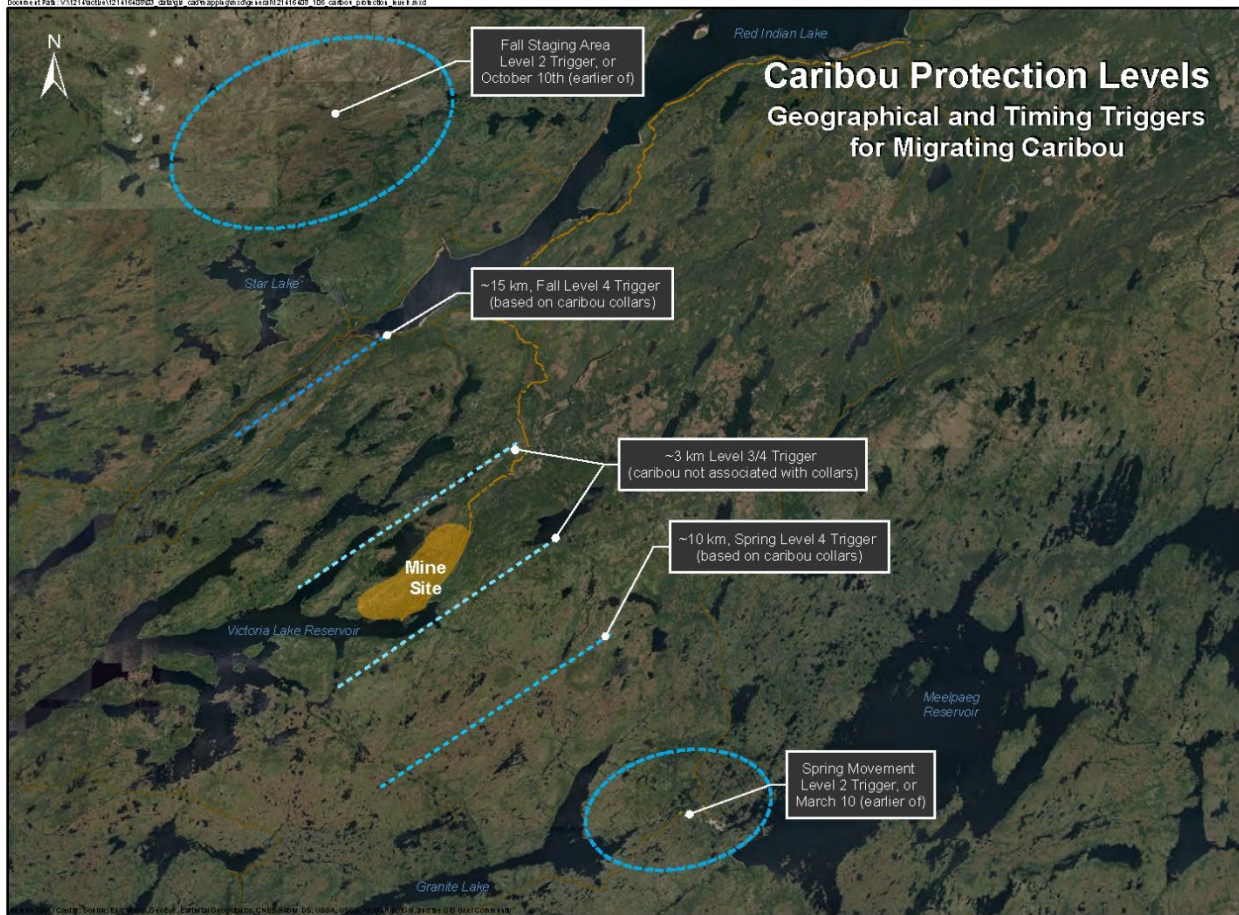 N
Fall Staging Area
Level 2 Trigger, or
October 10th (earlier of)
Red Indian Lake
Caribou Protection Levels
Geographical and Timing Triggers
for Migrating Caribou
Star Lake
~15 km, Fall Level 4 Trigger
(based on caribou collars)
~3 km Level 3/4 Trigger
(caribou not associated with collars)
~10 km, Spring Level 4 Trigger
(based on caribou collars)
Mine
Site
Victoria Lake Reservoir
Meelpaeg
Reservoir
Spring Movement
Level 2 Trigger, or
March 10 (earlier of)
Granite Lake